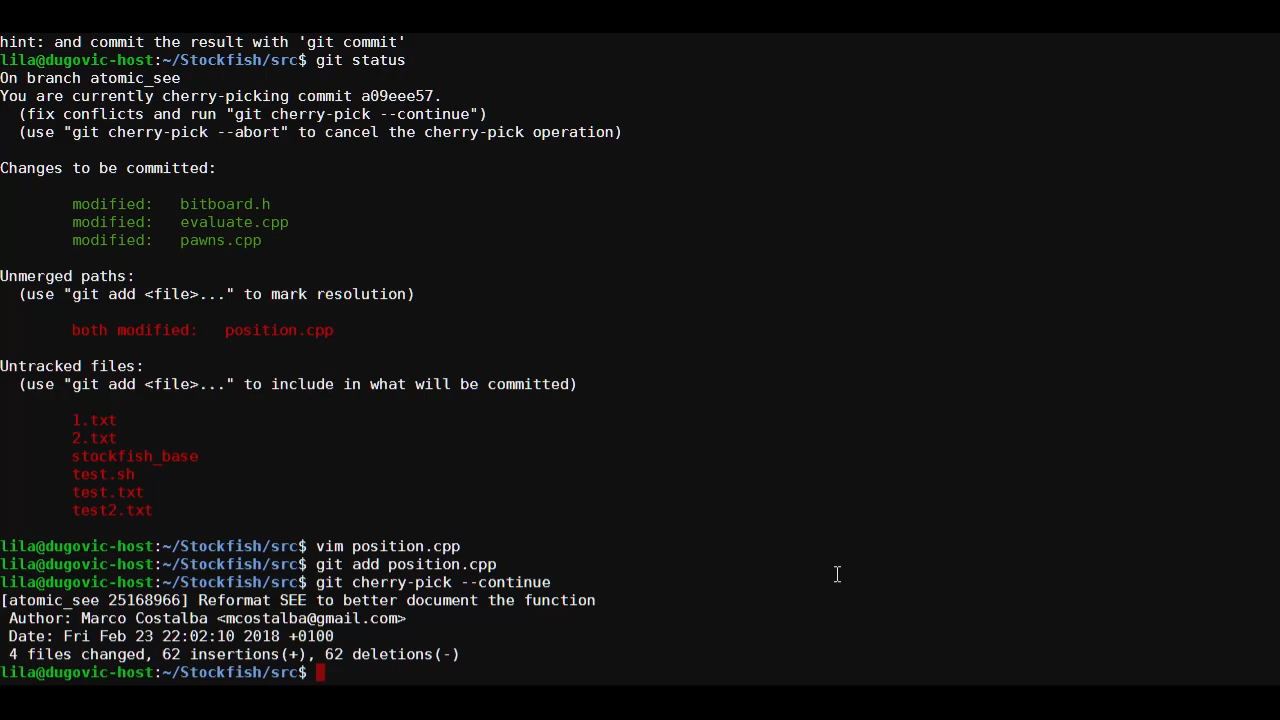 hint: and commit the result with 'git commit'
lila@dugovic-host:~/Stockfish/src$ git status
On branch atomic_see
You are currently cherry-picking commit a09eee57.
  (fix conflicts and run "git cherry-pick --continue")
  (use "git cherry-pick --abort" to cancel the cherry-pick operation)
Changes to be committed:
        modified:   bitboard.h
        modified:   evaluate.cpp
        modified:   pawns.cpp
Unmerged paths:
  (use "git add <file>..." to mark resolution)
        both modified:   position.cpp
Untracked files:
  (use "git add <file>..." to include in what will be committed)
        1.txt
        2.txt
        stockfish_base
        test.sh
        test.txt
        test2.txt
lila@dugovic-host:~/Stockfish/src$ vim position.cpp
lila@dugovic-host:~/Stockfish/src$ git add position.cpp
lila@dugovic-host:~/Stockfish/src$ git cherry-pick --continue
[atomic_see 25168966] Reformat SEE to better document the function
 Author: Marco Costalba <mcostalba@gmail.com>
 Date: Fri Feb 23 22:02:10 2018 +0100
 4 files changed, 62 insertions(+), 62 deletions(-)
lila@dugovic-host:~/Stockfish/src$